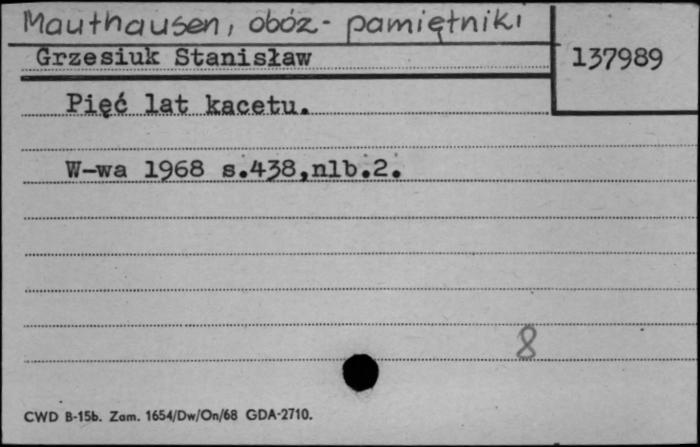 Mauthausen, obóz - pamiętniki
Grzesiuk Stanisław
137989
Pięć lat kacetu.
W-wa 1968 s.438,nlb.2.
8
CWD B-15b. Zam. 1654/Dw/On/68 GDA-2710.